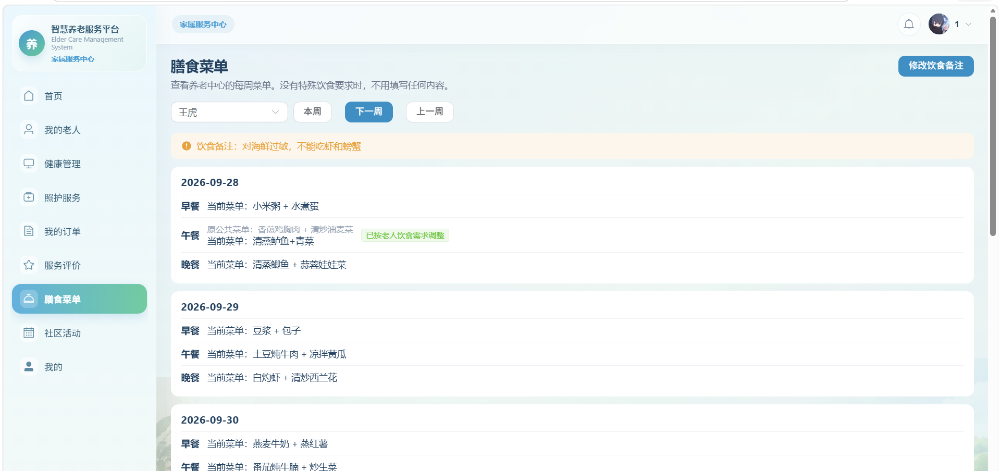 养
智慧养老服务平台
Elder Care Management
System
家属服务中心
首页
我的老人
健康管理
照护服务
我的订单
服务评价
膳食菜单
社区活动
我的
家属服务中心
1
膳食菜单
修改饮食备注
查看养老中心的每周菜单。没有特殊饮食要求时，不用填写任何内容。
王虎
本周
下一周
上一周
饮食备注：对海鲜过敏，不能吃虾和螃蟹
2026-09-28
早餐 当前菜单：小米粥 + 水煮蛋
午餐 原公共菜单：香煎鸡胸肉 + 清炒油麦菜
当前菜单：清蒸鲈鱼+青菜
已按老人饮食需求调整
晚餐 当前菜单：清蒸鲫鱼 + 蒜蓉娃娃菜
2026-09-29
早餐 当前菜单：豆浆 + 包子
午餐 当前菜单：土豆炖牛肉 + 凉拌黄瓜
晚餐 当前菜单：白灼虾 + 清炒西兰花
2026-09-30
早餐 当前菜单：燕麦牛奶 + 蒸红薯
午餐 当前菜单：番茄炖牛腩 + 炒生菜